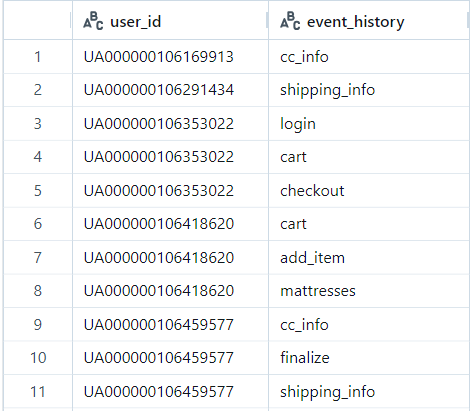 ABC user_id ABC event_history
1 UA000000106169913 cc_info
2 UA000000106291434 shipping_info
3 UA000000106353022 login
4 UA000000106353022 cart
5 UA000000106353022 checkout
6 UA000000106418620 cart
7 UA000000106418620 add_item
8 UA000000106418620 mattresses
9 UA000000106459577 cc_info
10 UA000000106459577 finalize
11 UA000000106459577 shipping_info